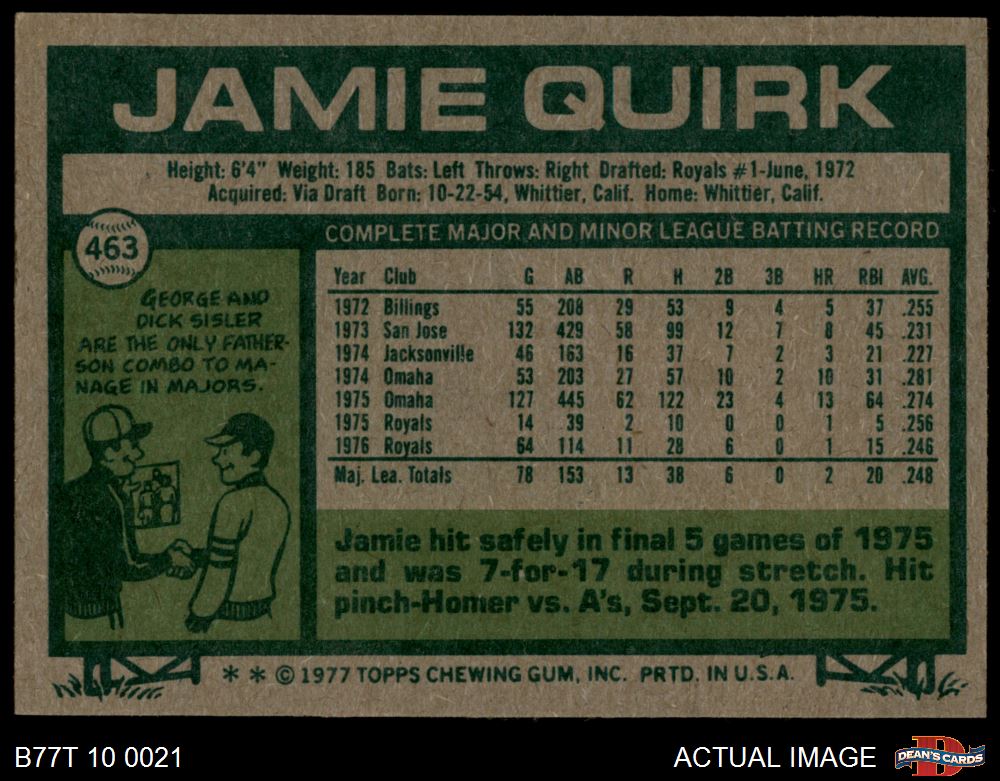 JAMIE QUIRK
Height: 6'4" Weight: 185 Bats: Left Throws: Right Drafted: Royals #1-June, 1972
Acquired: Via Draft Born: 10-22-54, Whittier, Calif. Home: Whittier, Calif.
463
GEORGE AND
DICK SISLER
ARE THE ONLY FATHER-
SON COMBO TO MA-
NAGE IN MAJORS.
COMPLETE MAJOR AND MINOR LEAGUE BATTING RECORD
Year Club G AB R H 2B 3B HR RBI AVG.
1972 Billings 55 208 29 53 9 4 5 37 .255
1973 San Jose 132 429 58 99 12 7 8 45 .231
1974 Jacksonville 46 163 16 37 7 2 3 21 .227
1974 Omaha 53 203 27 57 10 2 10 31 .281
1975 Omaha 127 445 62 122 23 4 13 64 .274
1975 Royals 14 39 2 10 0 0 1 5 .256
1976 Royals 64 114 11 28 6 0 1 15 .246
Maj. Lea. Totals 78 153 13 38 6 0 2 20 .248
Jamie hit safely in final 5 games of 1975
and was 7-for-17 during stretch. Hit
pinch-Homer vs. A's, Sept. 20, 1975.
* * © 1977 TOPPS CHEWING GUM, INC. PRTD. IN U.S.A.
B77T 10 0021
ACTUAL IMAGE
D
DEAN'S CARDS